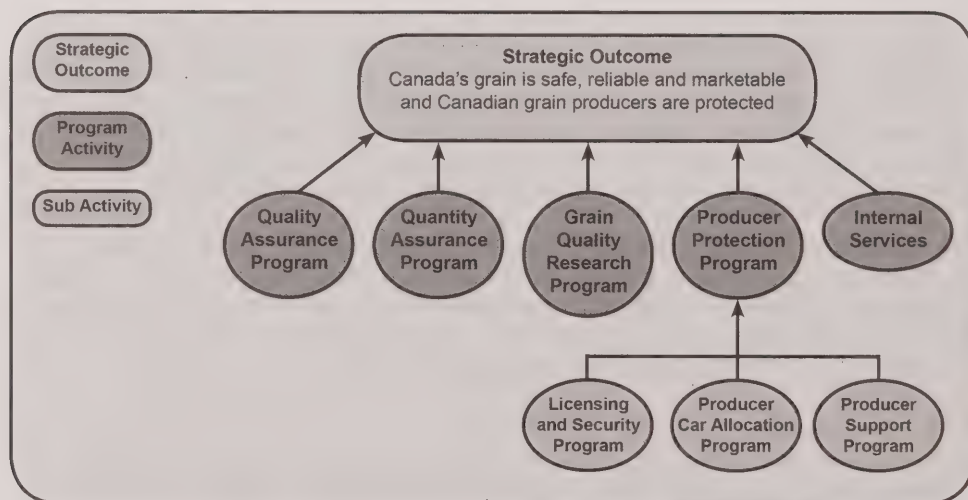 Strategic
Outcome
Program
Activity
Sub Activity
Strategic Outcome
Canada's grain is safe, reliable and marketable
and Canadian grain producers are protected
Quality
Assurance
Program
Quantity
Assurance
Program
Grain
Quality
Research
Program
Producer
Protection
Program
Internal
Services
Licensing
and Security
Program
Producer
Car Allocation
Program
Producer
Support
Program